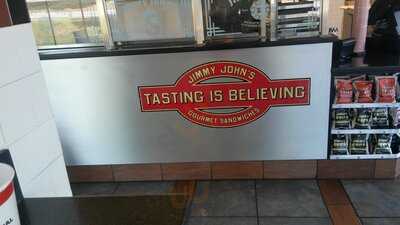 JIMMY JOHN'S
TASTING IS BELIEVING
GOURMET SANDWICHES